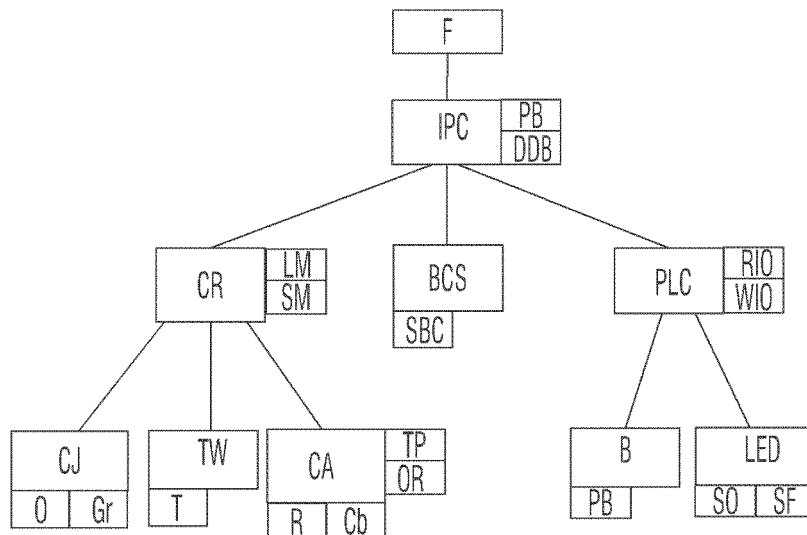 F
IPC
PB
DDB
CR
LM
SM
BCS
SBC
PLC
RIO
WIO
CJ
O Gr
TW
T
CA
TP
OR
R Cb
B
PB
LED
SO SF